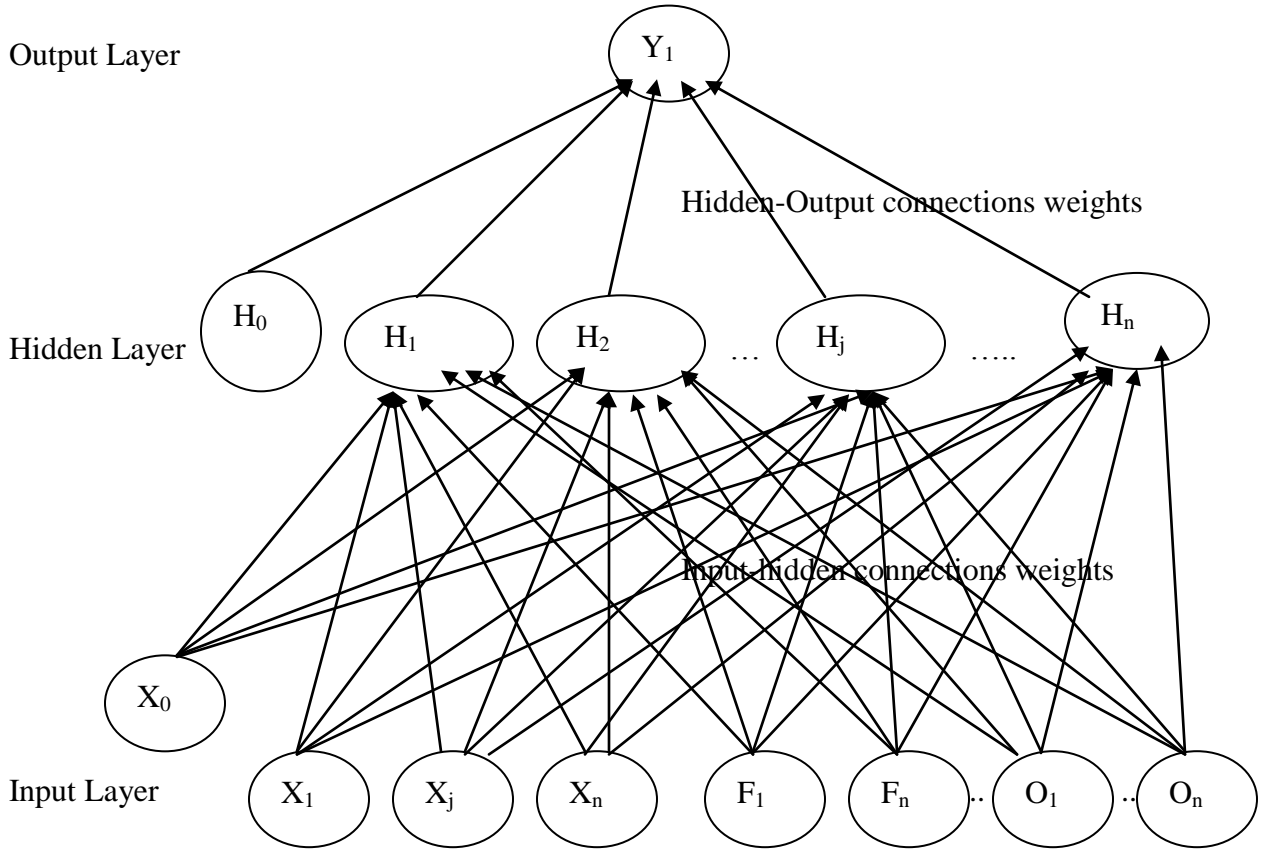 Output Layer
Y₁
Hidden-Output connections weights
Hidden Layer
H₀
H₁
H₂
…
Hⱼ
…..
Hₙ
Input-hidden connections weights
X₀
Input Layer
X₁
Xⱼ
Xₙ
F₁
Fₙ
..
O₁
..
Oₙ